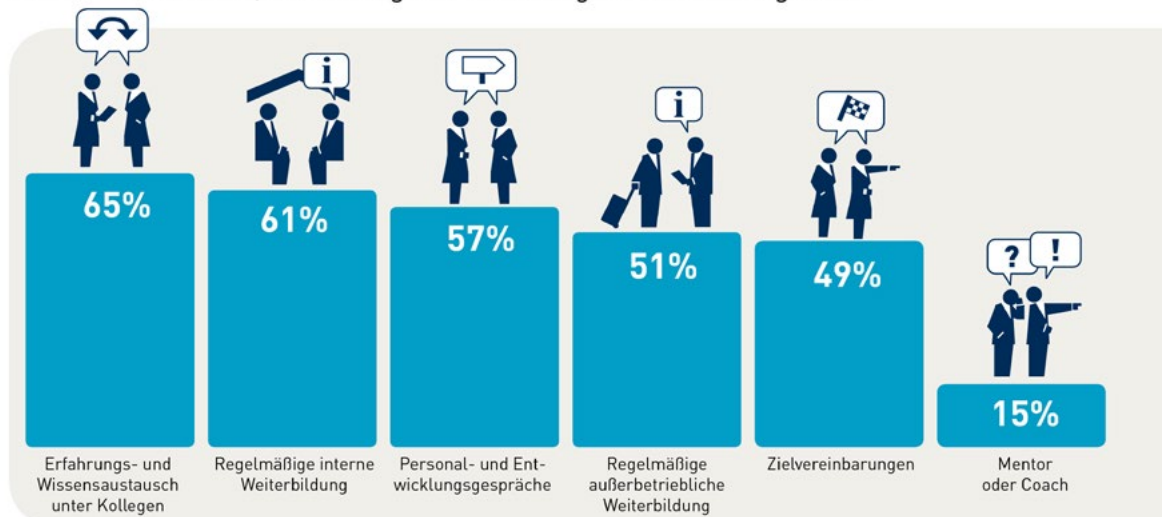 65%
61%
57%
51%
49%
15%
i
i
?
!
Erfahrungs- und
Wissensaustausch
unter Kollegen
Regelmäßige interne
Weiterbildung
Personal- und Ent-
wicklungsgespräche
Regelmäßige
außerbetriebliche
Weiterbildung
Zielvereinbarungen
Mentor
oder Coach